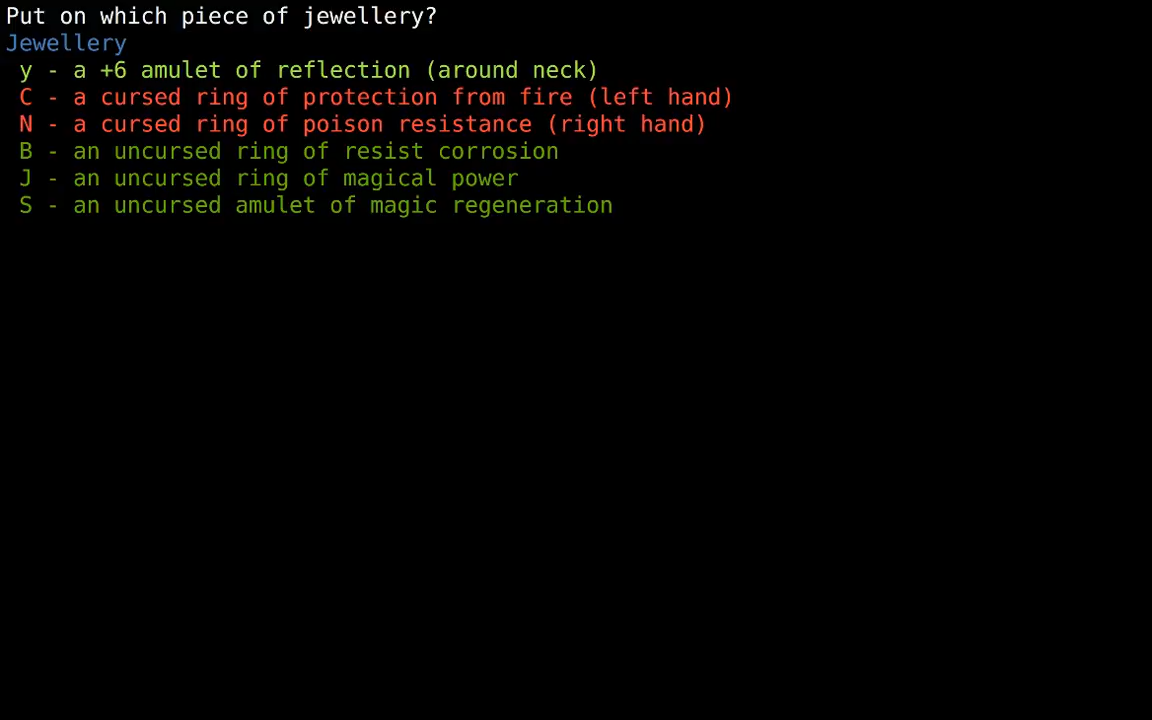 Put on which piece of jewellery?
Jewellery
y - a +6 amulet of reflection (around neck)
C - a cursed ring of protection from fire (left hand)
N - a cursed ring of poison resistance (right hand)
B - an uncursed ring of resist corrosion
J - an uncursed ring of magical power
S - an uncursed amulet of magic regeneration